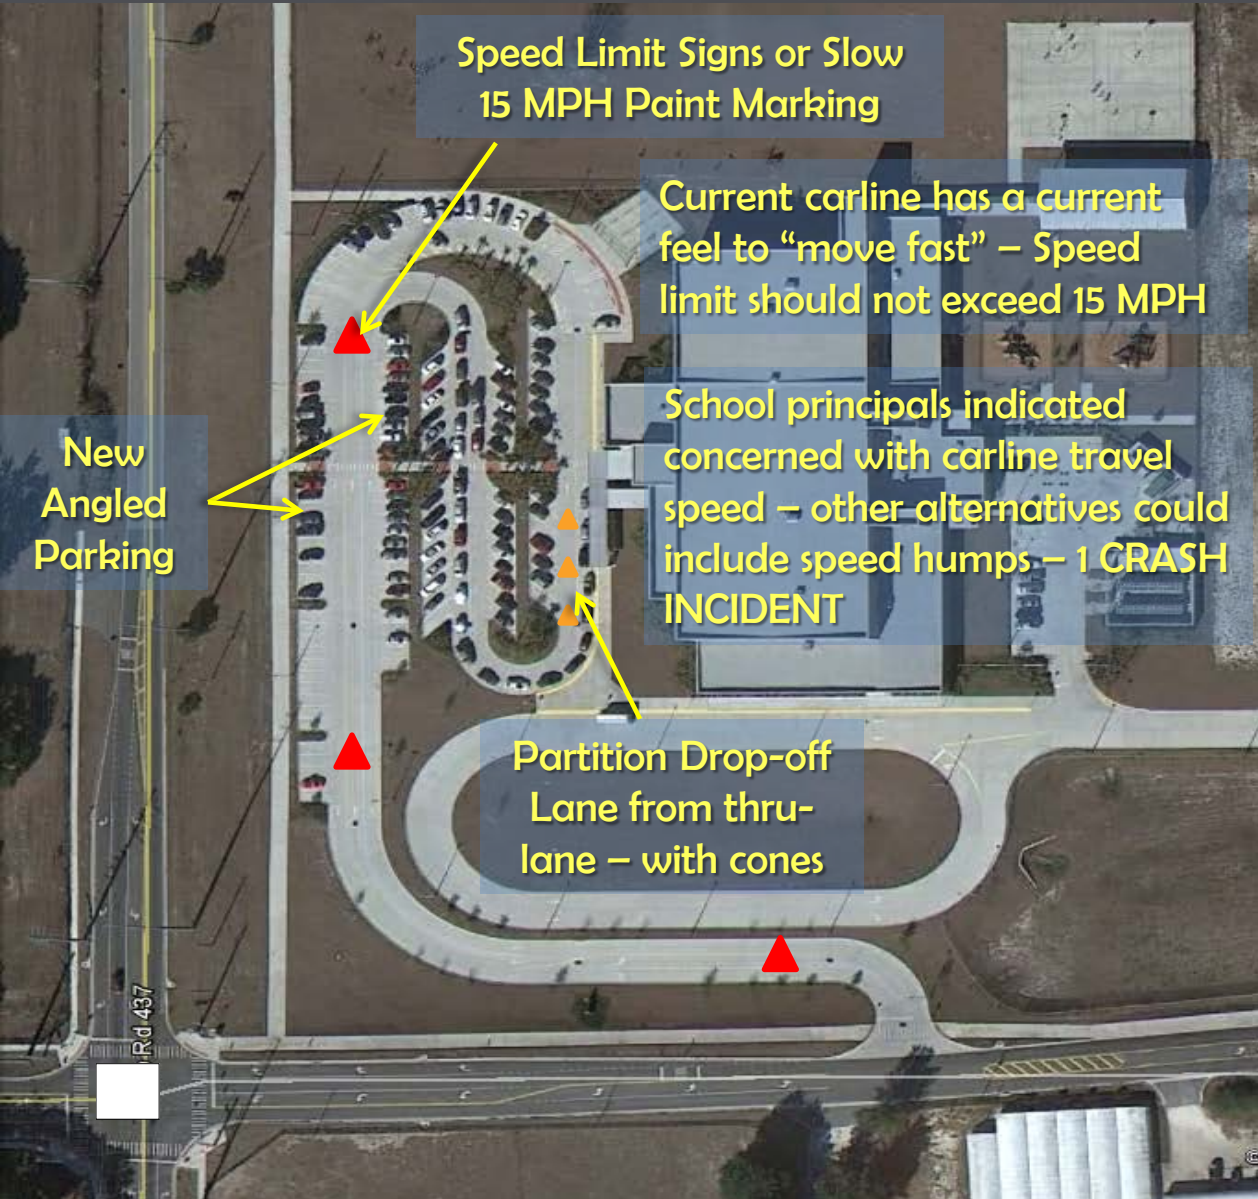 Speed Limit Signs or Slow
15 MPH Paint Marking
Current carline has a current
feel to “move fast” – Speed
limit should not exceed 15 MPH
School principals indicated
concerned with carline travel
speed – other alternatives could
include speed humps – 1 CRASH
INCIDENT
New
Angled
Parking
Partition Drop-off
Lane from thru-
lane – with cones
Rd 437